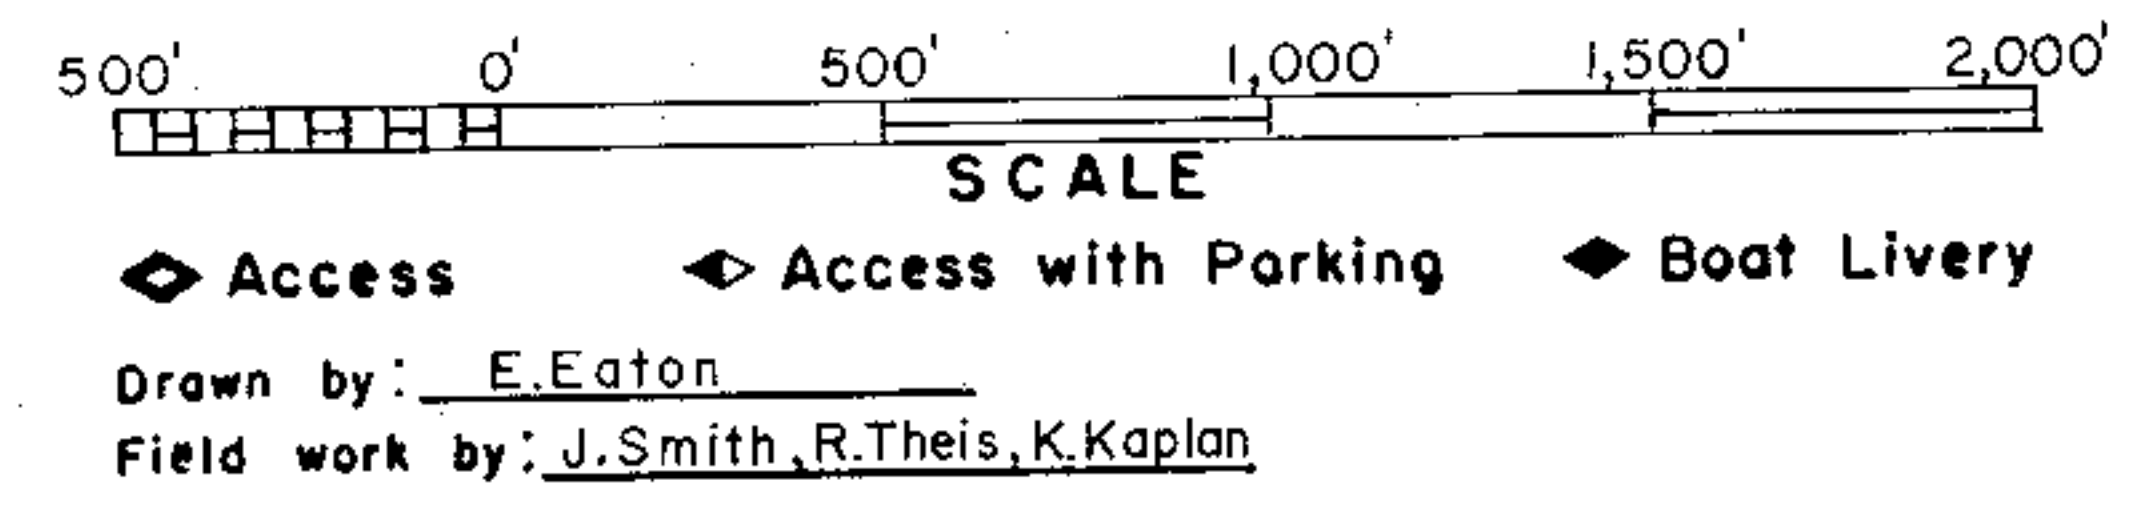 500' 0' 500' 1,000' 1,500' 2,000'
SCALE
Access Access with Parking Boat Livery
Drawn by: E.Eaton
Field work by: J.Smith, R.Theis, K.Kaplan